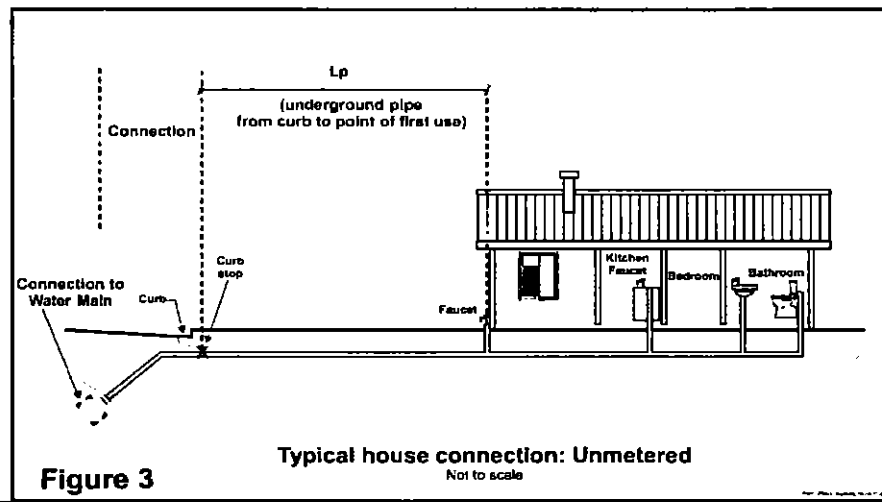 Lp
(underground pipe
from curb to point of first use)
Connection
Connection to
Water Main
Curb
Curb
stop
Faucet
Kitchen
Faucet
Bedroom
Bathroom
Typical house connection: Unmetered
Not to scale
Figure 3